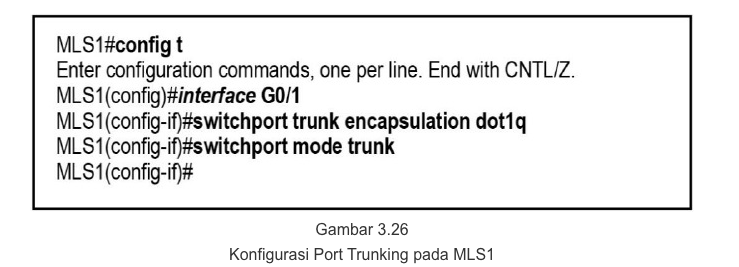 MLS1#config t
Enter configuration commands, one per line. End with CNTL/Z.
MLS1(config)#interface G0/1
MLS1(config-if)#switchport trunk encapsulation dot1q
MLS1(config-if)#switchport mode trunk
MLS1(config-if)#
Gambar 3.26
Konfigurasi Port Trunking pada MLS1